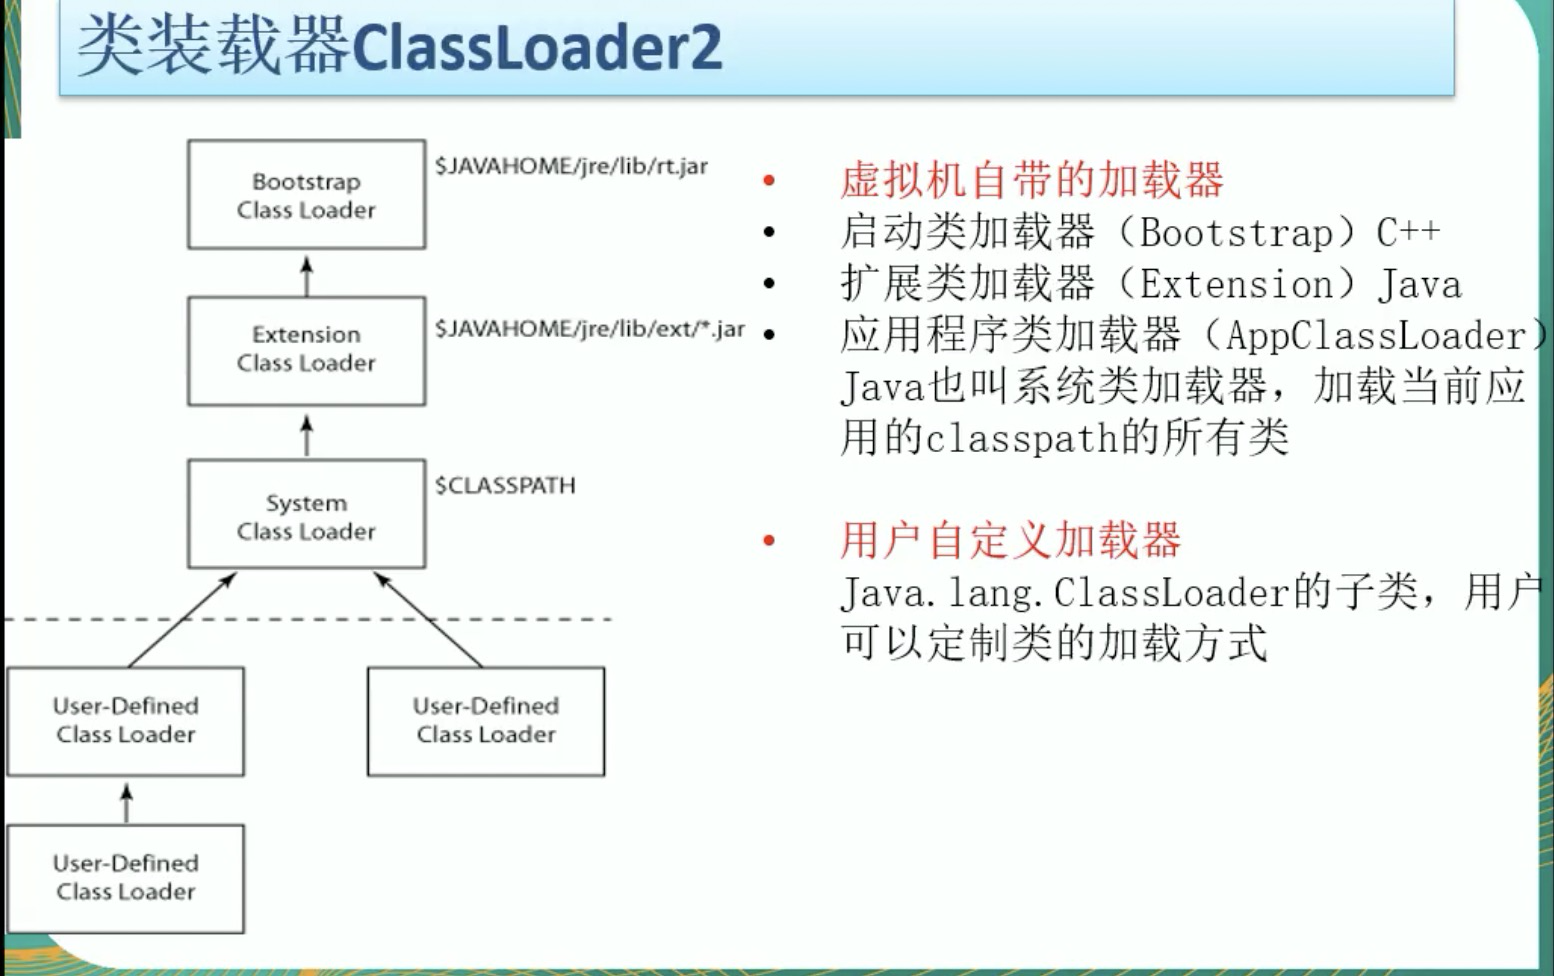 类装载器ClassLoader2
Bootstrap
Class Loader
$JAVAHOME/jre/lib/rt.jar
Extension
Class Loader
$JAVAHOME/jre/lib/ext/*.jar
System
Class Loader
$CLASSPATH
User-Defined
Class Loader
User-Defined
Class Loader
User-Defined
Class Loader
• 虚拟机自带的加载器
• 启动类加载器（Bootstrap）C++
• 扩展类加载器（Extension）Java
• 应用程序类加载器（AppClassLoader）
Java也叫系统类加载器，加载当前应
用的classpath的所有类
• 用户自定义加载器
Java.lang.ClassLoader的子类，用户
可以定制类的加载方式